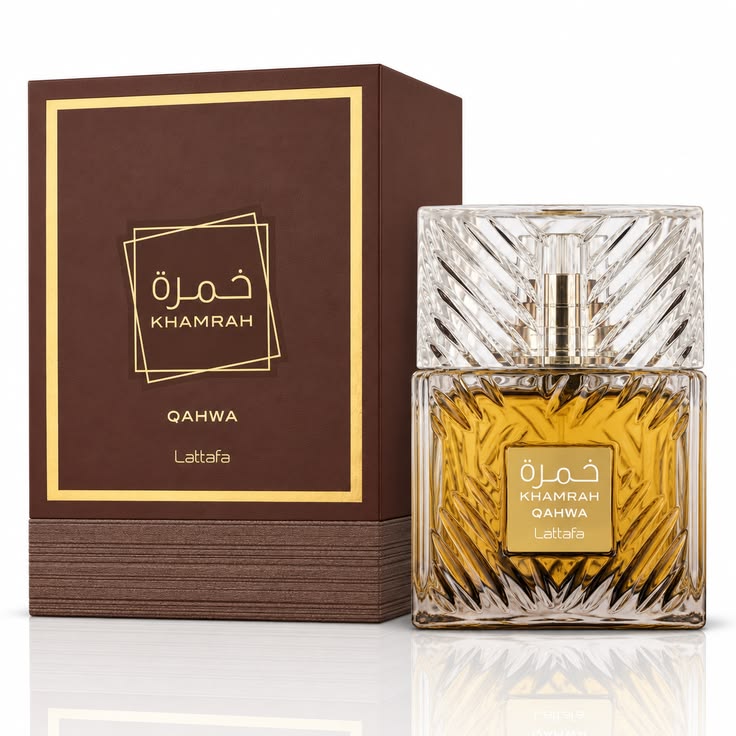 خمرة
KHAMRAH
QAHWA
Lattafa
خمرة
KHAMRAH
QAHWA
Lattafa